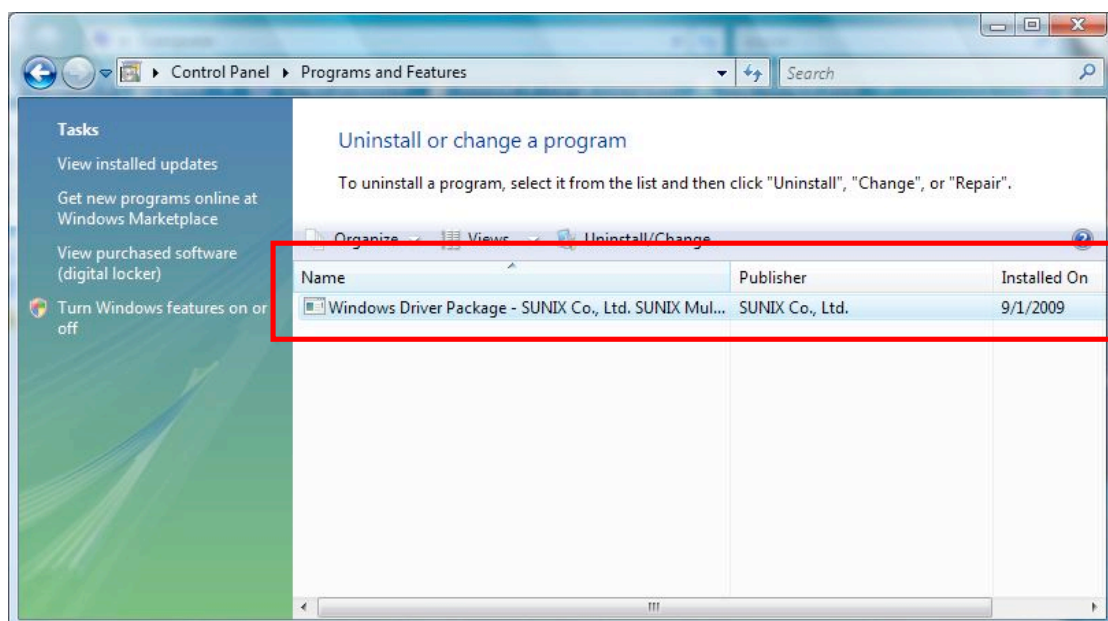 Control Panel Programs and Features
Search
Tasks
View installed updates
Get new programs online at
Windows Marketplace
View purchased software
(digital locker)
Turn Windows features on or
off
Uninstall or change a program
To uninstall a program, select it from the list and then click "Uninstall", "Change", or "Repair".
Organize Views Uninstall/Change
Name Publisher Installed On
Windows Driver Package - SUNIX Co., Ltd. SUNIX Mul... SUNIX Co., Ltd. 9/1/2009